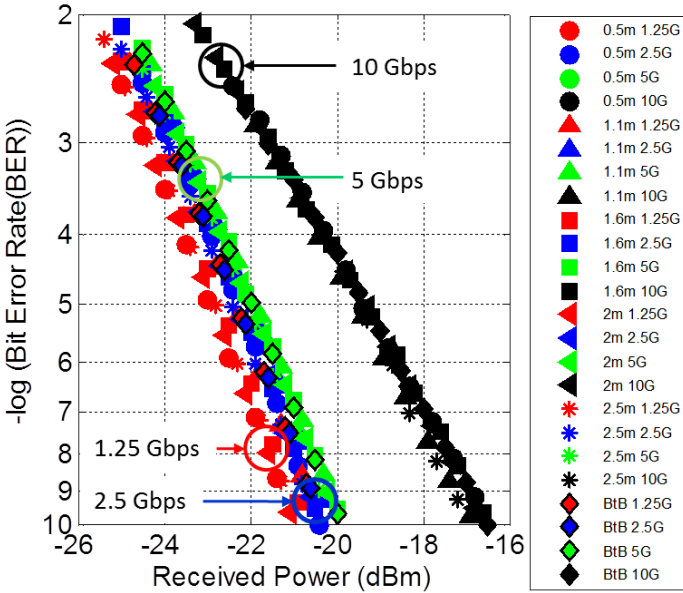 2
3
4
5
6
7
8
9
10
-log (Bit Error Rate(BER))
10 Gbps
5 Gbps
1.25 Gbps
2.5 Gbps
-26
-24
-22
-20
-18
-16
Received Power (dBm)
0.5m 1.25G
0.5m 2.5G
0.5m 5G
0.5m 10G
1.1m 1.25G
1.1m 2.5G
1.1m 5G
1.1m 10G
1.6m 1.25G
1.6m 2.5G
1.6m 5G
1.6m 10G
2m 1.25G
2m 2.5G
2m 5G
2m 10G
2.5m 1.25G
2.5m 2.5G
2.5m 5G
2.5m 10G
BtB 1.25G
BtB 2.5G
BtB 5G
BtB 10G